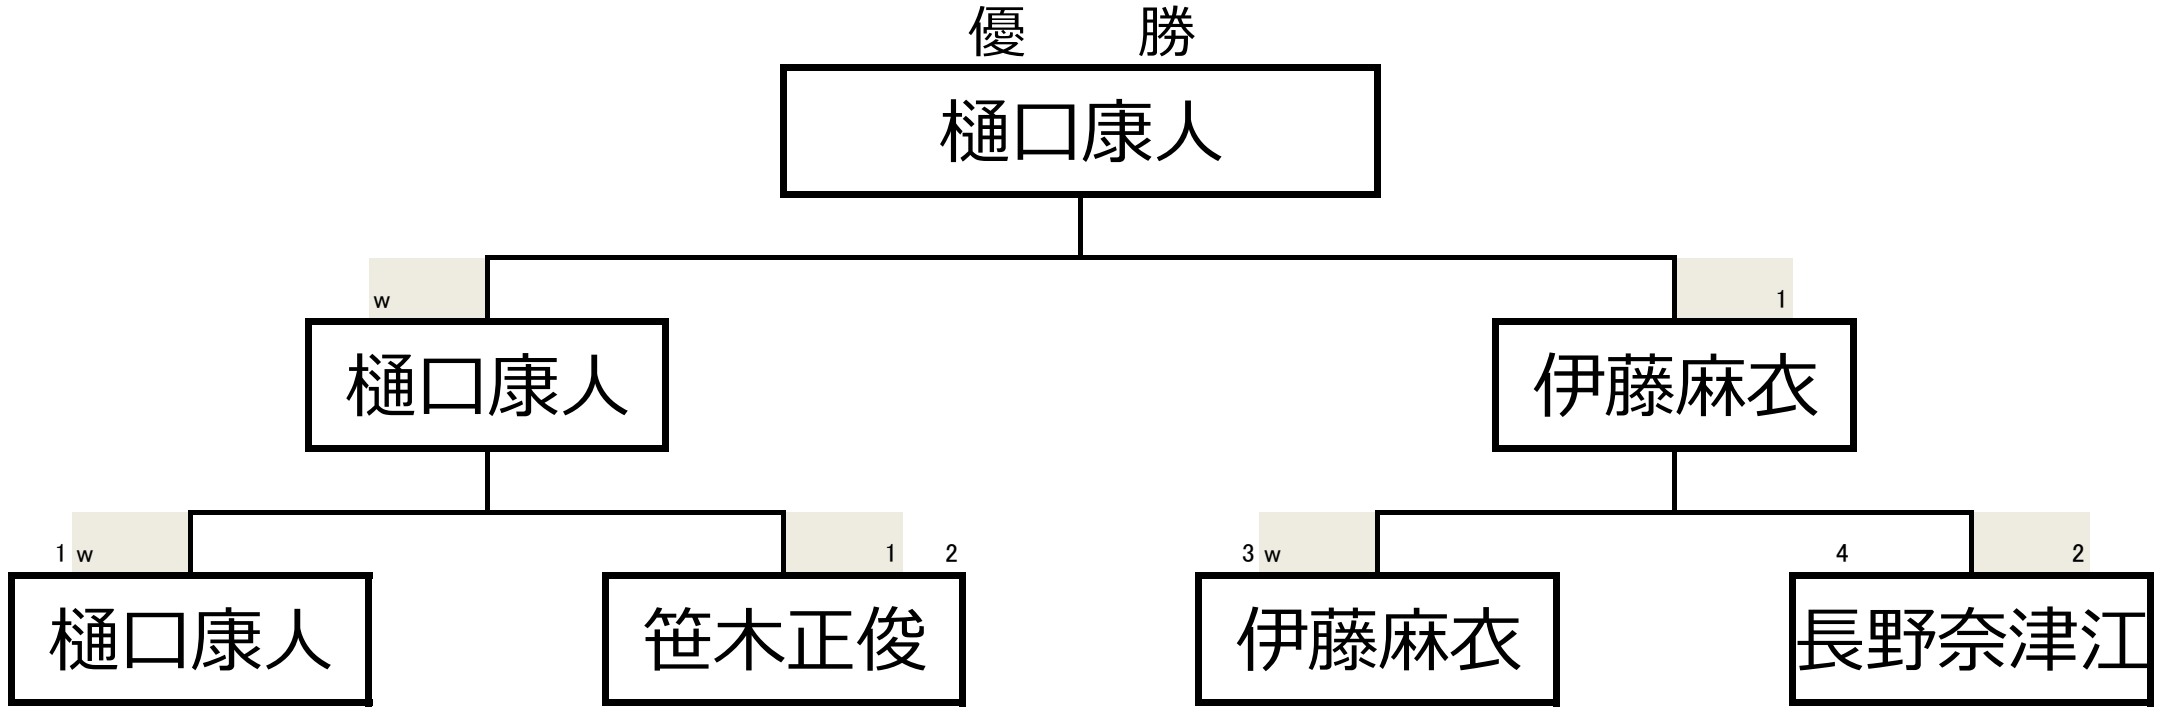 優 勝
樋口康人
w 1
樋口康人 伊藤麻衣
1 w 1 2 3 w 4 2
樋口康人 笹木正俊 伊藤麻衣 長野奈津江